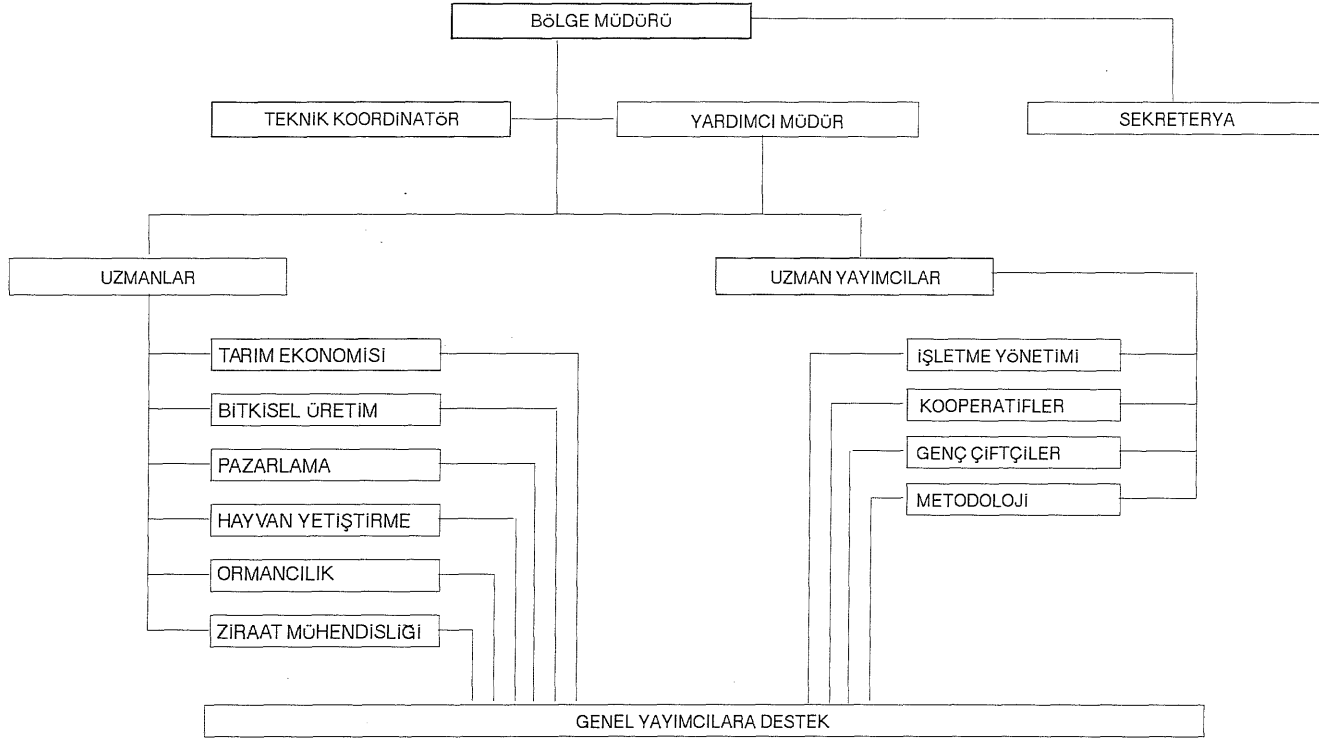 BÖLGE MÜDÜRÜ
TEKNİK KOORDİNATÖR
YARDIMCI MÜDÜR
SEKRETERYA
UZMANLAR
UZMAN YAYIMCILAR
TARIM EKONOMİSİ
BİTKİSEL ÜRETİM
PAZARLAMA
HAYVAN YETİŞTİRME
ORMANCILIK
ZİRAAT MÜHENDİSLİĞİ
İŞLETME YÖNETİMİ
KOOPERATİFLER
GENÇ ÇİFTÇİLER
METODOLOJİ
GENEL YAYIMCILARA DESTEK